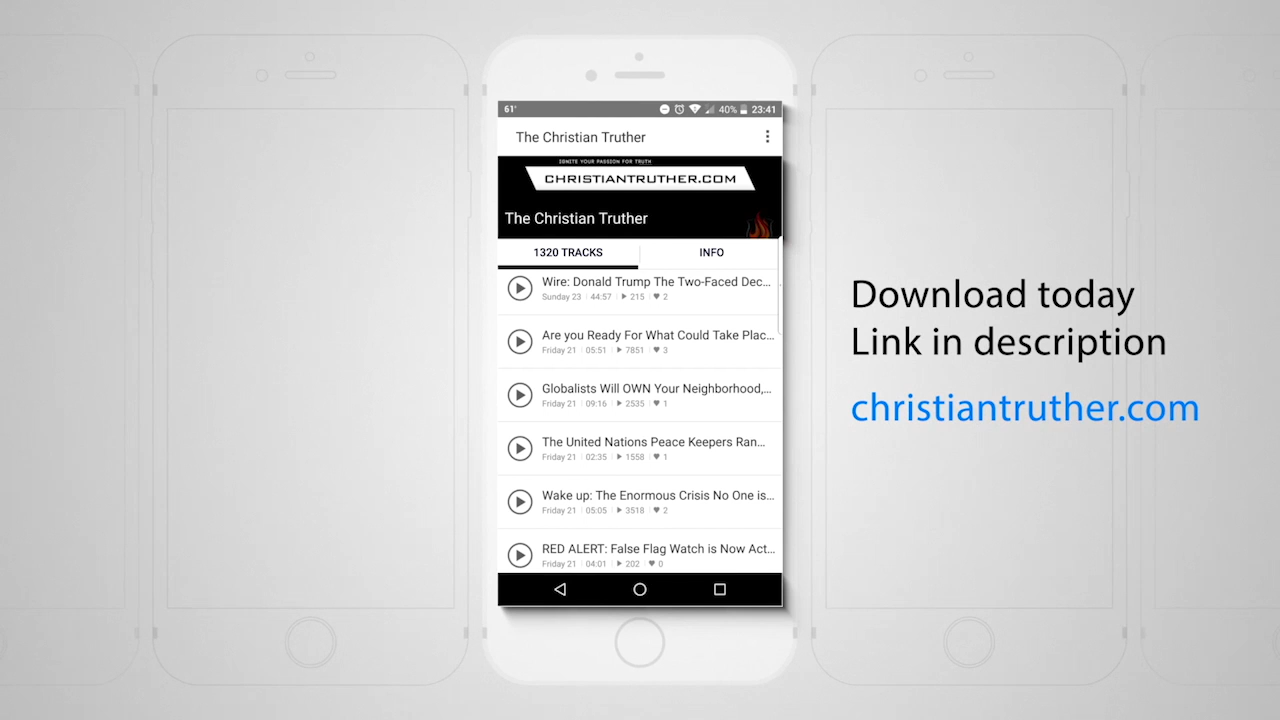 61°
40%
23:41
The Christian Truther
IGNITE YOUR PASSION FOR TRUTH
CHRISTIANTRUTHER.COM
The Christian Truther
1320 TRACKS
INFO
Wire: Donald Trump The Two-Faced Dec...
Sunday 23 44:57 215 2
Are you Ready For What Could Take Plac...
Friday 21 05:51 7851 3
Globalists Will OWN Your Neighborhood,...
Friday 21 09:16 2535 1
The United Nations Peace Keepers Ran...
Friday 21 02:35 1558 1
Wake up: The Enormous Crisis No One is...
Friday 21 05:05 3518 2
RED ALERT: False Flag Watch is Now Act...
Friday 21 04:01 202 0
Download today
Link in description
christiantruther.com